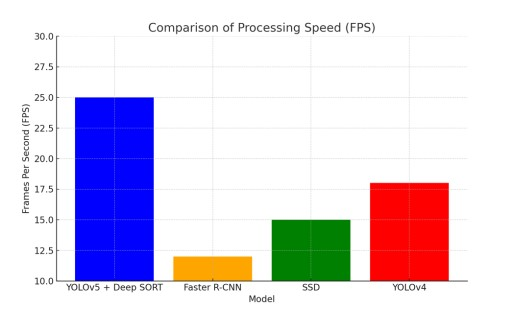 Comparison of Processing Speed (FPS)
30.0
27.5
25.0
22.5
20.0
17.5
15.0
12.5
10.0
Frames Per Second (FPS)
YOLOv5 + Deep SORT Faster R-CNN SSD YOLOv4
Model